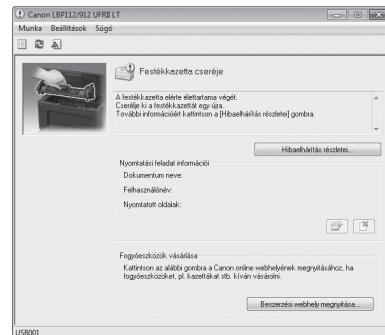 Canon LBP112/912 UFRII LT
Munka Beállítások Súgó
Festékkazetta cseréje
A festékkazetta elérte élettartama végét.
Cserélje ki a festékkazettát egy újra.
További információért kattintson a [Hibaelhárítás részletei] gombra.
Hibaelhárítás részletei...
Nyomtatási feladat információi
Dokumentum neve:
Felhasználónév:
Nyomtatott oldalak:
Fogyóeszközök vásárlása
Kattintson az alábbi gombra a Canon online webhelyének megnyitásához, ha
fogyóeszközöket, pl. kazettákat stb. kíván vásárolni.
Beszerzési webhely megnyitása...
USB001